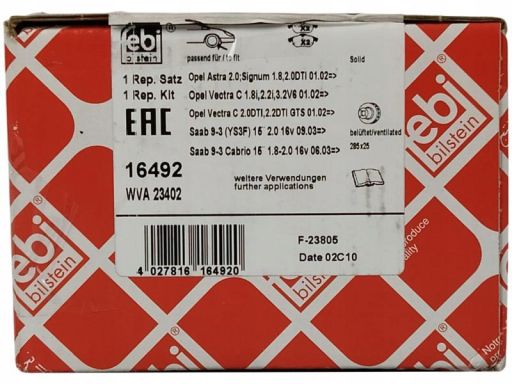 febi
bilstein
passend für / to fit
X2
X2
Solid
1 Rep. Satz
Opel Astra 2.0;Signum 1.8,2.0DTI 01.02=>
1 Rep. Kit
Opel Vectra C 1.8i,2.2i,3.2V6 01.02=>
Opel Vectra C 2.0DTI,2.2DTI GTS 01.02=>
EAC
Saab 9-3 (YS3F) 15" 2.0 16v 09.03=>
belüftet/ventilated
285x25
Saab 9-3 Cabrio 15" 1.8-2.0 16v 06.03=>
16492
WVA 23402
weitere Verwendungen
further applications
F-23805
Date 02C10
4 027816 164920
febi
bilstein
febi
bilstein
febi
bilstein